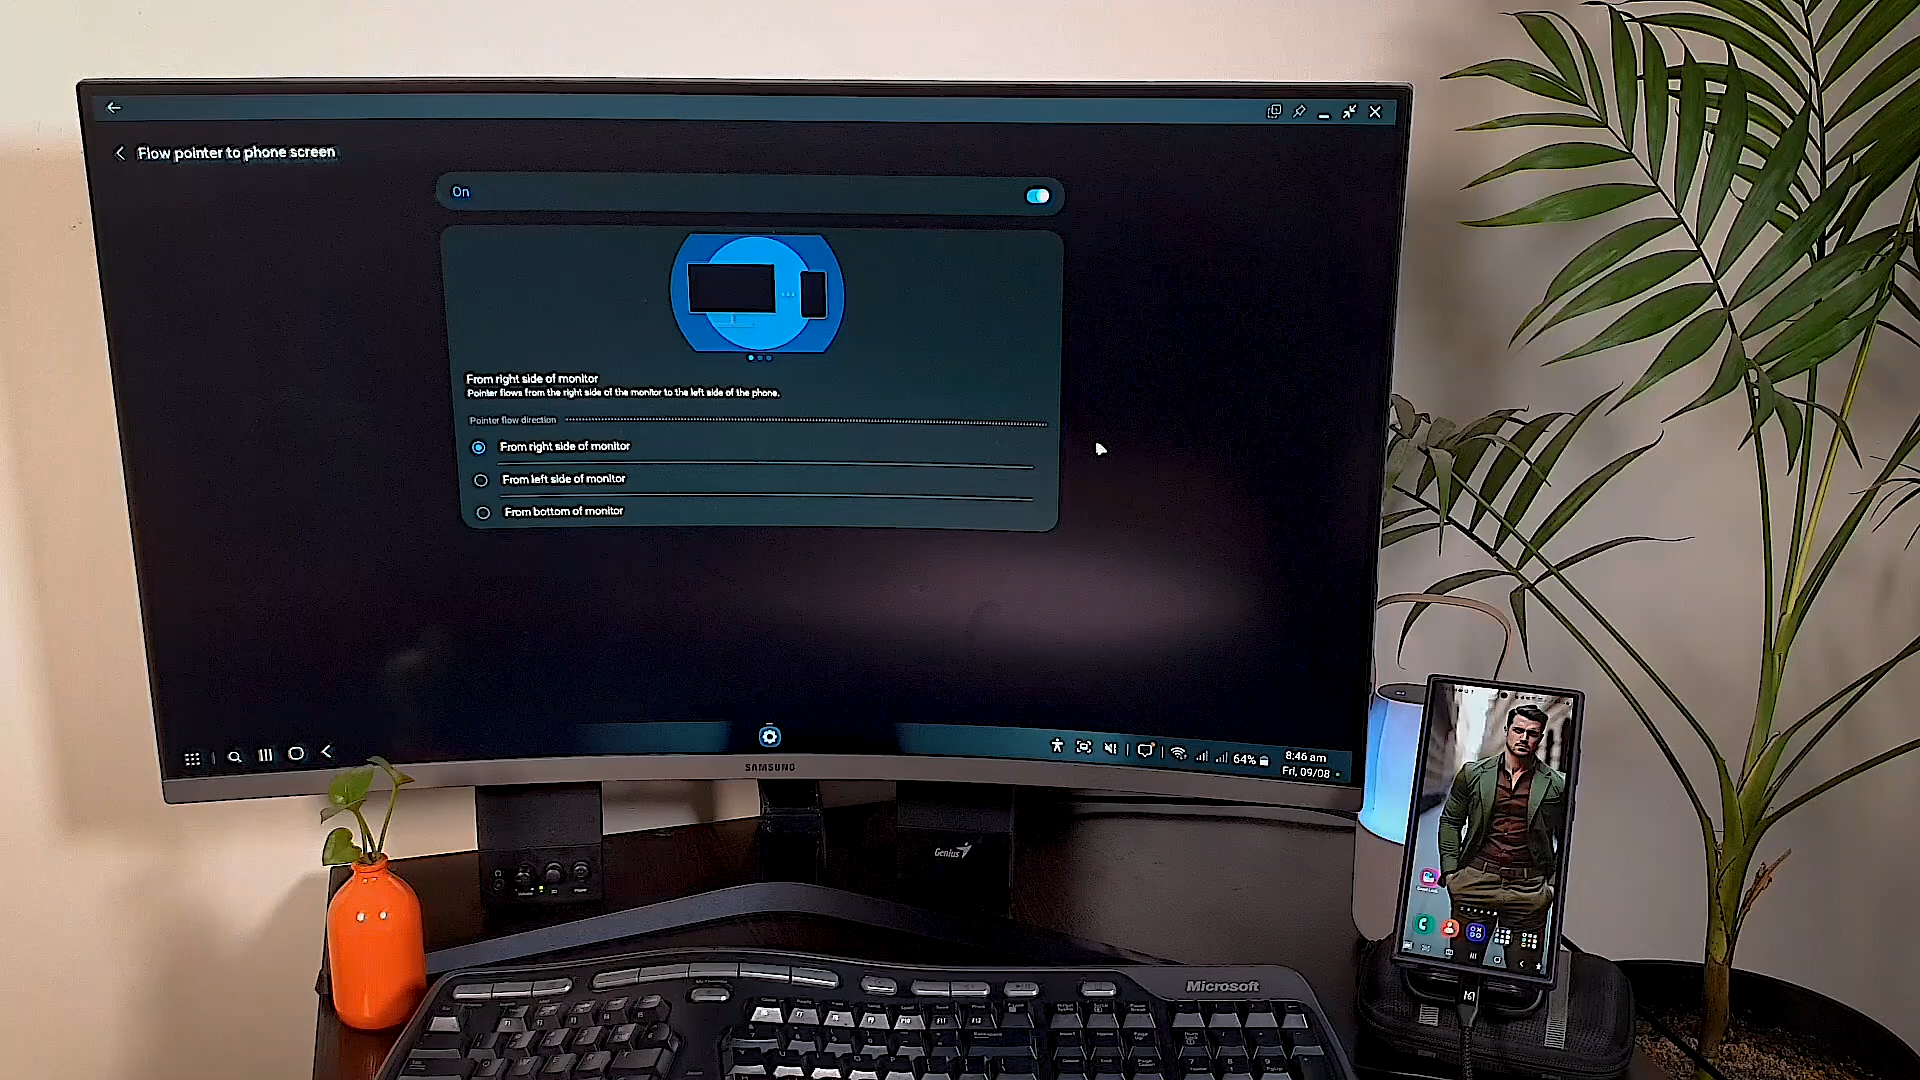 Flow pointer to phone screen
On
From right side of monitor
Pointer flows from the right side of the monitor to the left side of the phone.
Pointer flow direction
From right side of monitor
From left side of monitor
From bottom of monitor
64%
8:46 am
Fri, 09/08
SAMSUNG
Genius
Microsoft